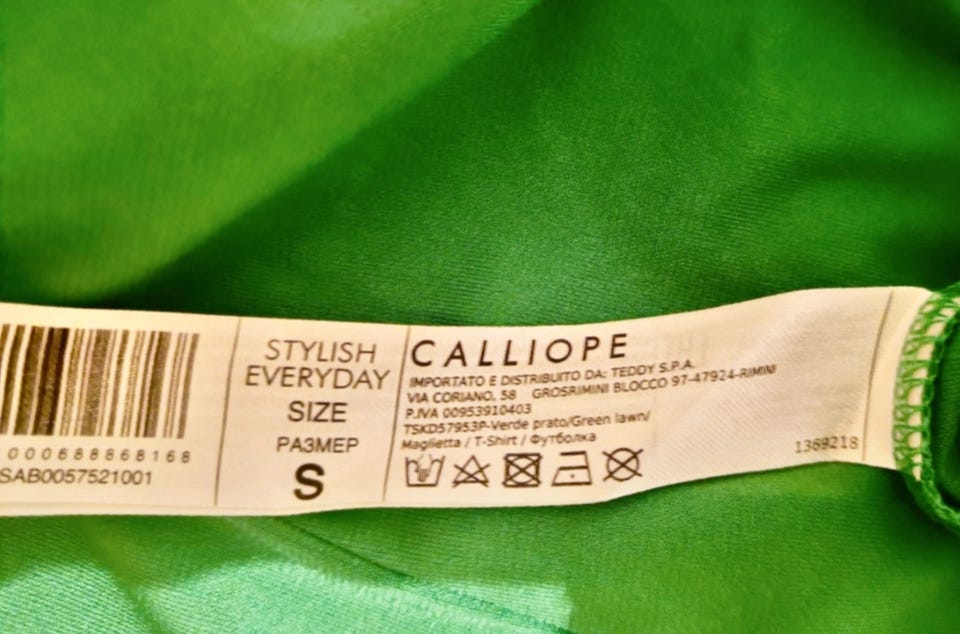 000688868168
SAB0057521001
STYLISH
EVERYDAY
SIZE
РАЗМЕР
S
CALLIOPE
IMPORTATO E DISTRIBUITO DA: TEDDY S.P.A.
VIA CORIANO, 58 GROSRIMINI BLOCCO 97-47924-RIMINI
P.IVA 00953910403
TSKD57953P-Verde prato/Green lawn/
Maglietta / T-Shirt / Футболка
1369218